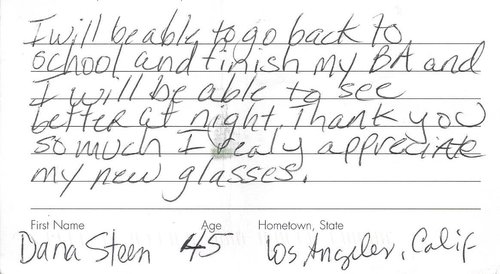 I will be able to go back to
school and finish my BA and
I will be able to see
better at night. Thank you
so much I realy appreciate
my new glasses.
First Name Age Hometown, State
Dana Steen 45 Los Angeles, Calif